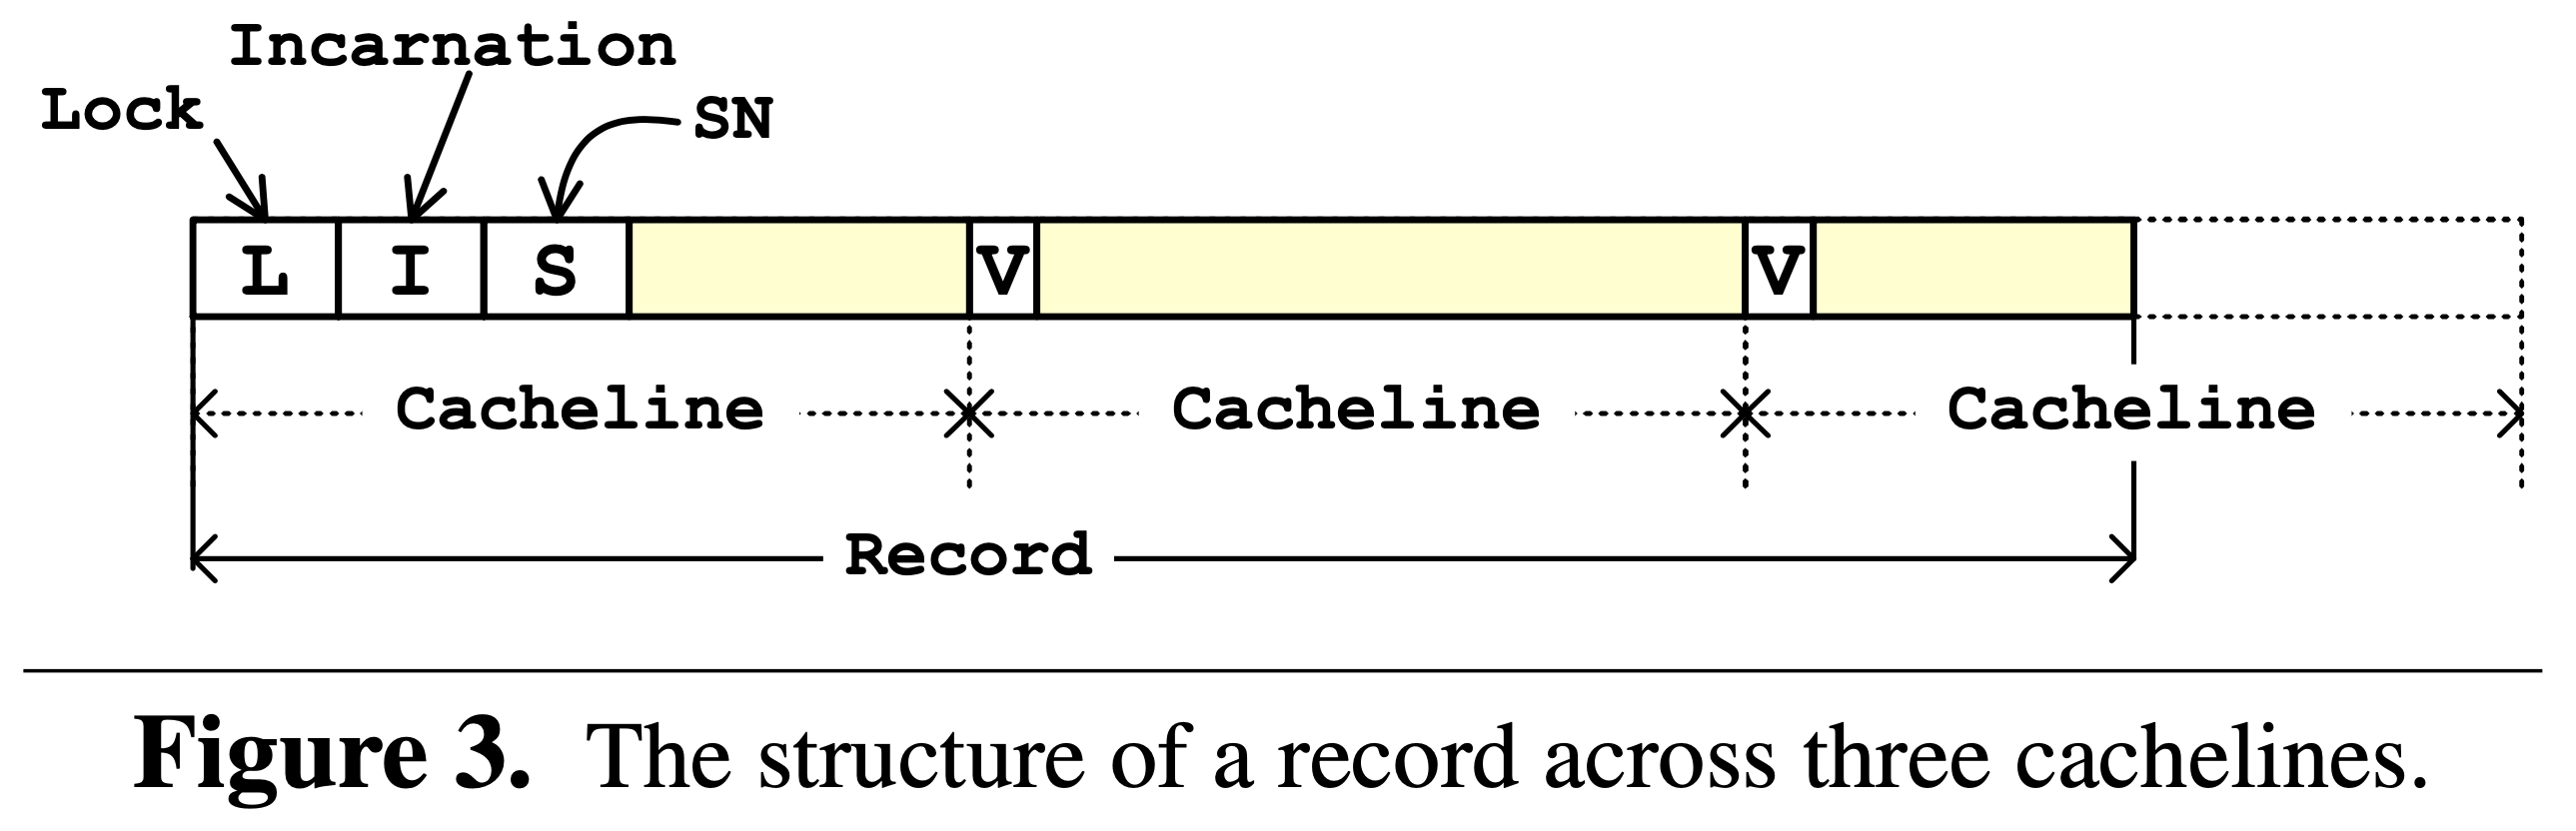 Incarnation
Lock
SN
L I S V V
Cacheline Cacheline Cacheline
Record
Figure 3. The structure of a record across three cachelines.